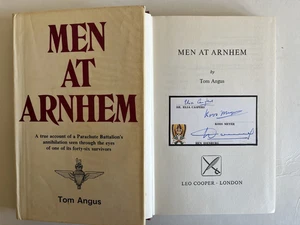 MEN
AT
ARNHEM
A true account of a Parachute Battalion's
annihilation seen through the eyes
of one of its forty-six survivors
Tom Angus
MEN AT ARNHEM
by
Tom Angus
LEO COOPER - LONDON